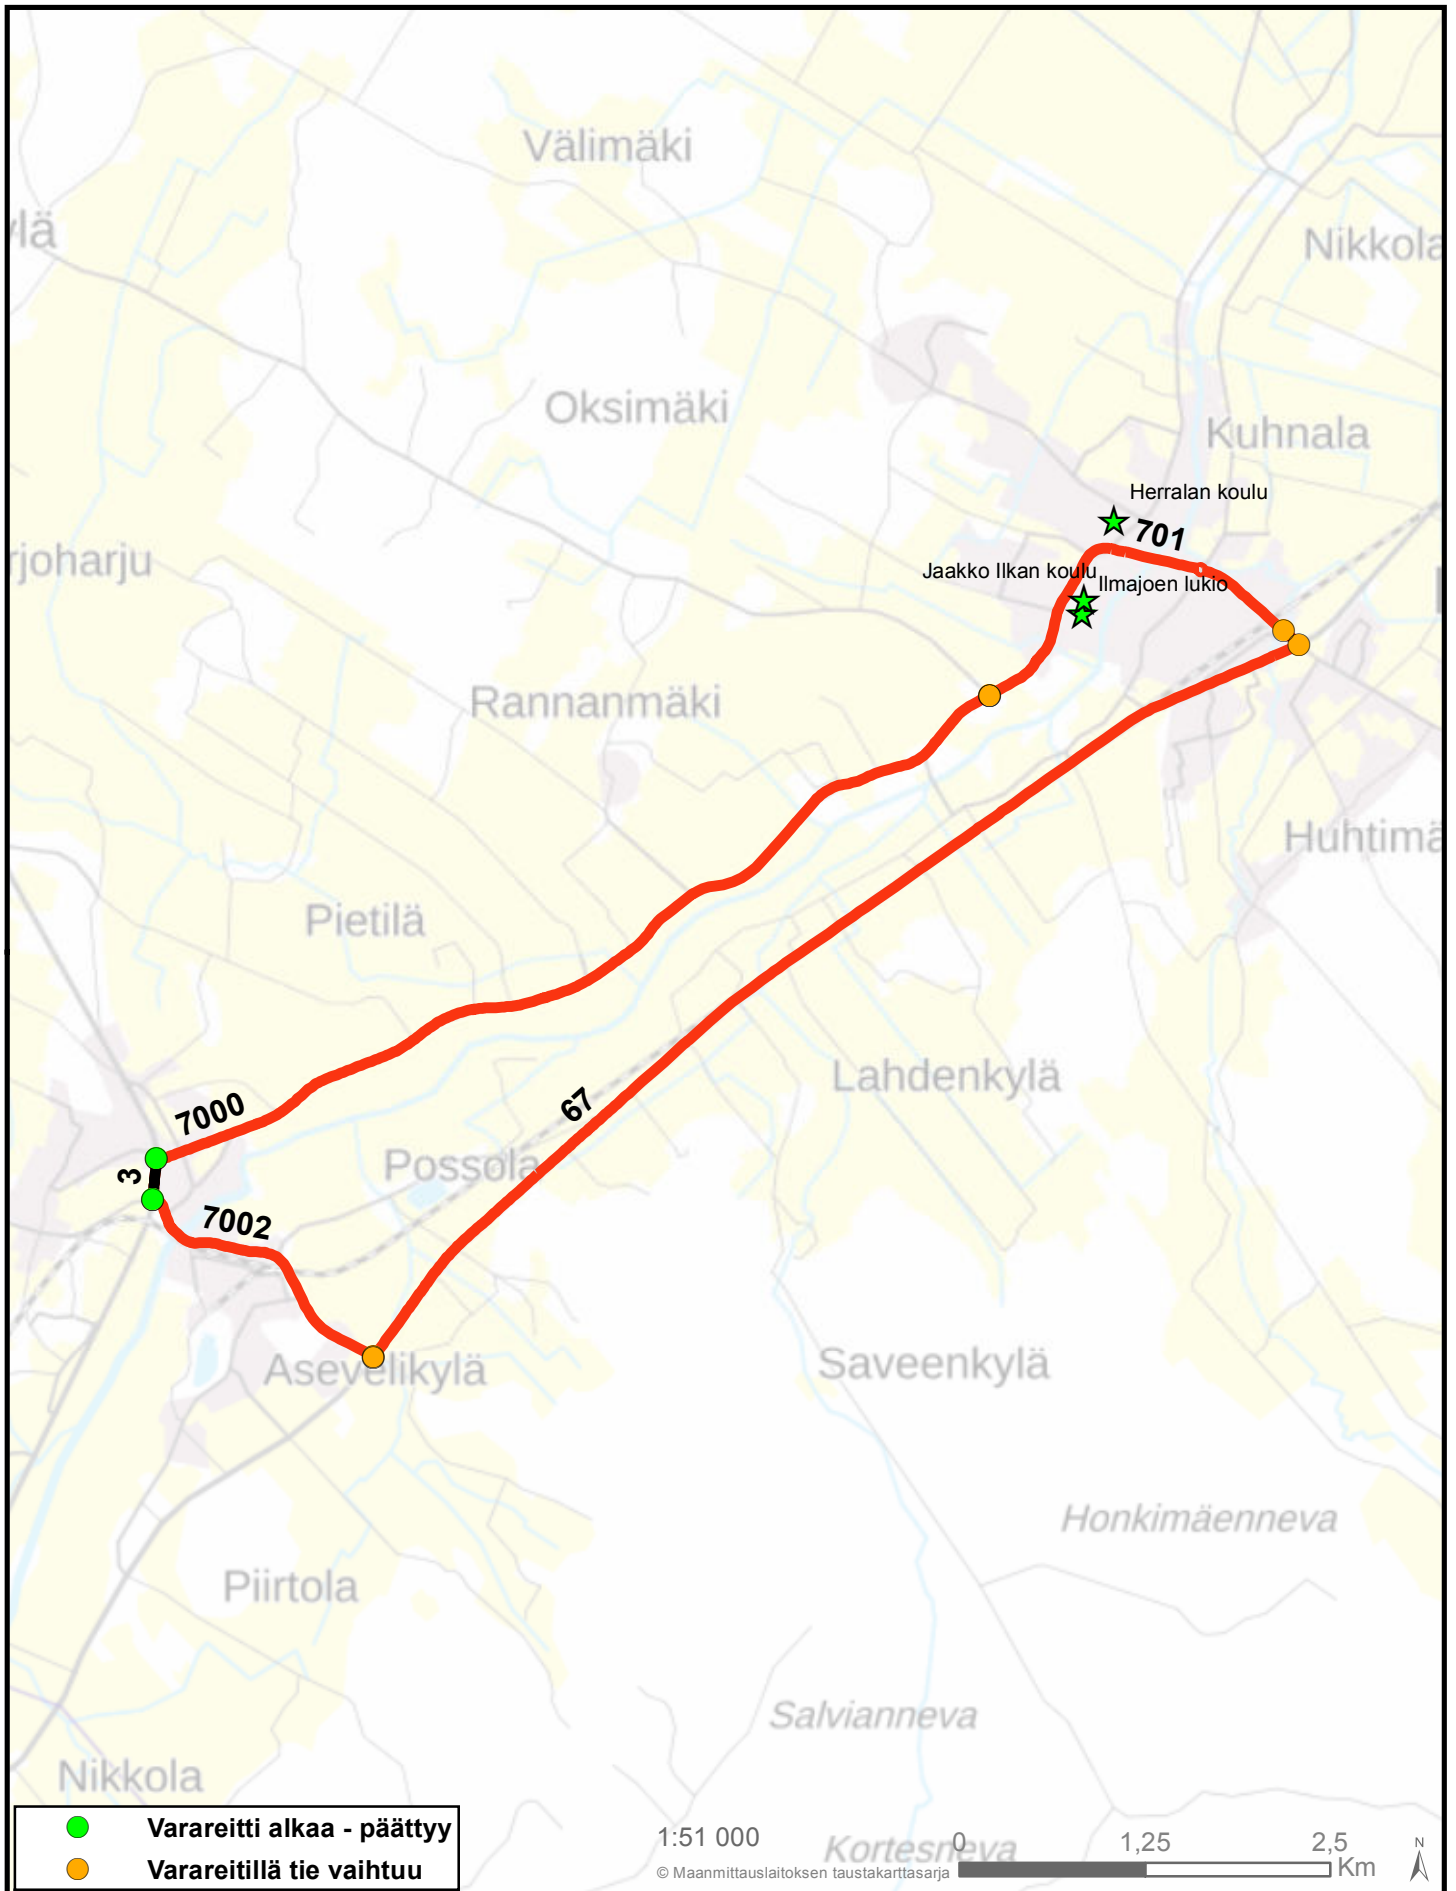 Välimäki
ylä
Nikkola
Oksimäki
Kuhnala
Herralan koulu
701
rjoharju
Jaakko Ilkan koulu
Ilmajoen lukio
Rannanmäki
Huhtimä
Pietilä
Lahdenkylä
67
7000
Possola
3
7002
Asevelikylä
Saveenkylä
Honkimäenneva
Piirtola
Salvianneva
Nikkola
Varareitti alkaa - päättyy
Varareitillä tie vaihtuu
1:51 000
Kortesneva
0 1,25 2,5
Km
N
© Maanmittauslaitoksen taustakarttasarja